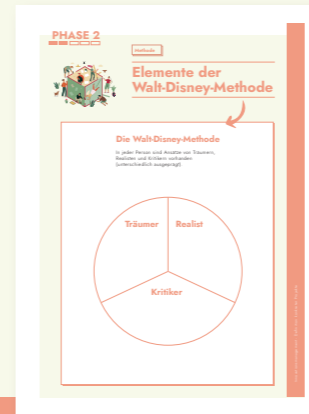 PHASE 2
Methode
Elemente der
Walt-Disney-Methode
Die Walt-Disney-Methode
In jeder Person sind Ansätze von Träumern,
Realisten und Kritikern vorhanden
(unterschiedlich ausgeprägt).
Träumer
Realist
Kritiker